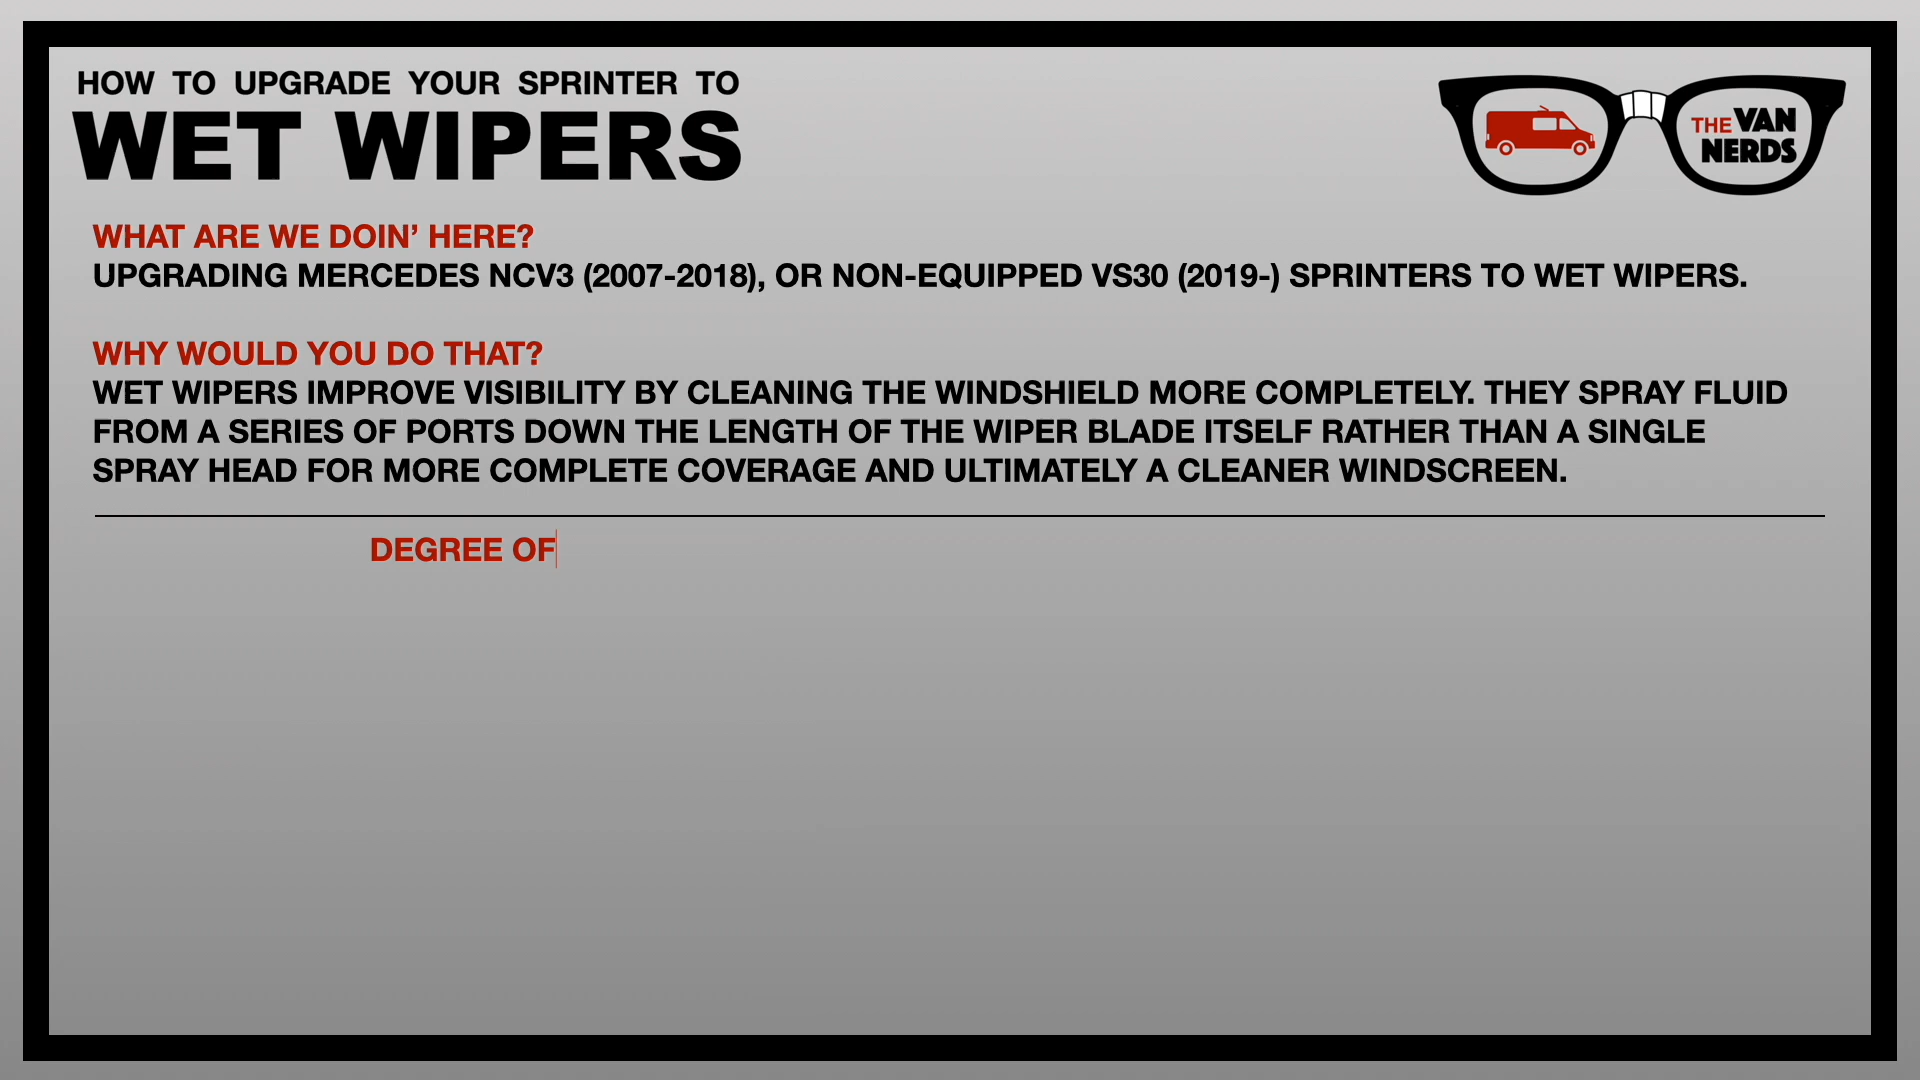 HOW TO UPGRADE YOUR SPRINTER TO
WET WIPERS
THE VAN
NERDS
WHAT ARE WE DOIN’ HERE?
UPGRADING MERCEDES NCV3 (2007-2018), OR NON-EQUIPPED VS30 (2019-) SPRINTERS TO WET WIPERS.
WHY WOULD YOU DO THAT?
WET WIPERS IMPROVE VISIBILITY BY CLEANING THE WINDSHIELD MORE COMPLETELY. THEY SPRAY FLUID
FROM A SERIES OF PORTS DOWN THE LENGTH OF THE WIPER BLADE ITSELF RATHER THAN A SINGLE
SPRAY HEAD FOR MORE COMPLETE COVERAGE AND ULTIMATELY A CLEANER WINDSCREEN.
DEGREE OF